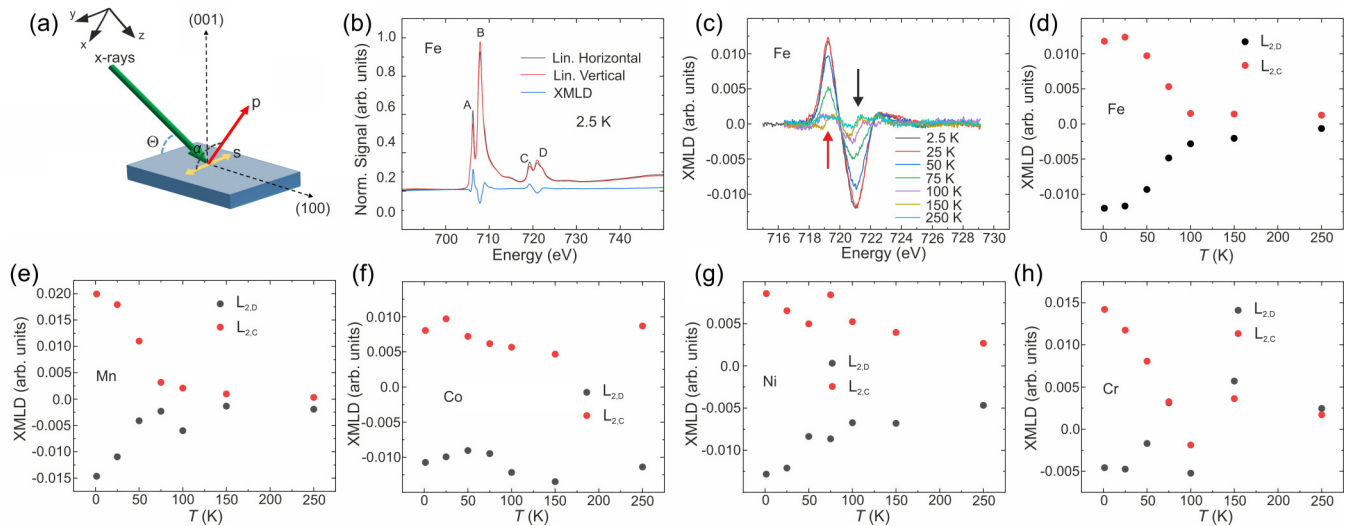 (a)
y
x
z
x-rays
(001)
p
Θ
α
s
(100)
(b)
Norm. Signal (arb. units)
1.0
0.8
0.6
0.4
0.2
0.0
Fe
A
B
C
D
Lin. Horizontal
Lin. Vertical
XMLD
2.5 K
700 710 720 730 740
Energy (eV)
(c)
XMLD (arb. units)
0.010
0.005
0.000
-0.005
-0.010
Fe
2.5 K
25 K
50 K
75 K
100 K
150 K
250 K
716 718 720 722 724 726 728 730
Energy (eV)
(d)
XMLD (arb. units)
0.010
0.005
0.000
-0.005
-0.010
L2,D
L2,C
Fe
0 50 100 150 200 250
T (K)
(e)
XMLD (arb. units)
0.020
0.015
0.010
0.005
0.000
-0.005
-0.010
-0.015
L2,D
L2,C
Mn
0 50 100 150 200 250
T (K)
(f)
XMLD (arb. units)
0.010
0.005
0.000
-0.005
-0.010
Co
L2,D
L2,C
0 50 100 150 200 250
T (K)
(g)
XMLD (arb. units)
0.005
0.000
-0.005
-0.010
L2,D
L2,C
Ni
0 50 100 150 200 250
T (K)
(h)
XMLD (arb. units)
0.015
0.010
0.005
0.000
-0.005
L2,D
L2,C
Cr
0 50 100 150 200 250
T (K)